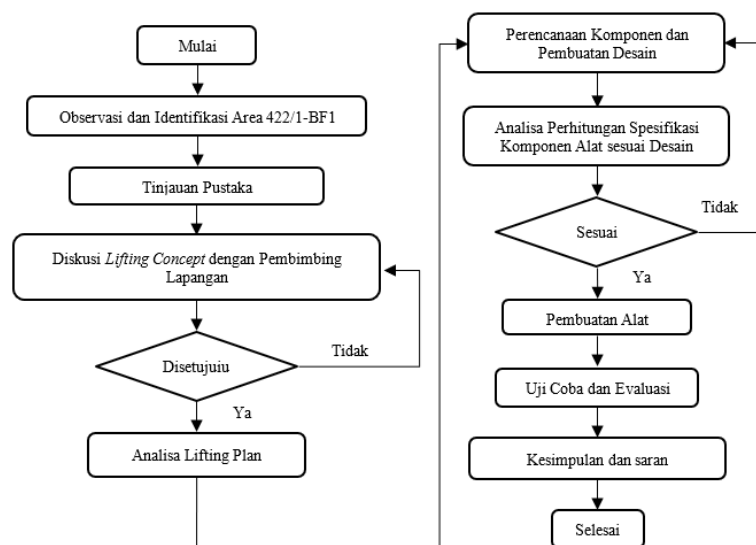 Mulai
Observasi dan Identifikasi Area 422/1-BF1
Tinjauan Pustaka
Diskusi Lifting Concept dengan Pembimbing
Lapangan
Disetujuiu
Tidak
Ya
Analisa Lifting Plan
Perencanaan Komponen dan
Pembuatan Desain
Analisa Perhitungan Spesifikasi
Komponen Alat sesuai Desain
Sesuai
Tidak
Ya
Pembuatan Alat
Uji Coba dan Evaluasi
Kesimpulan dan saran
Selesai